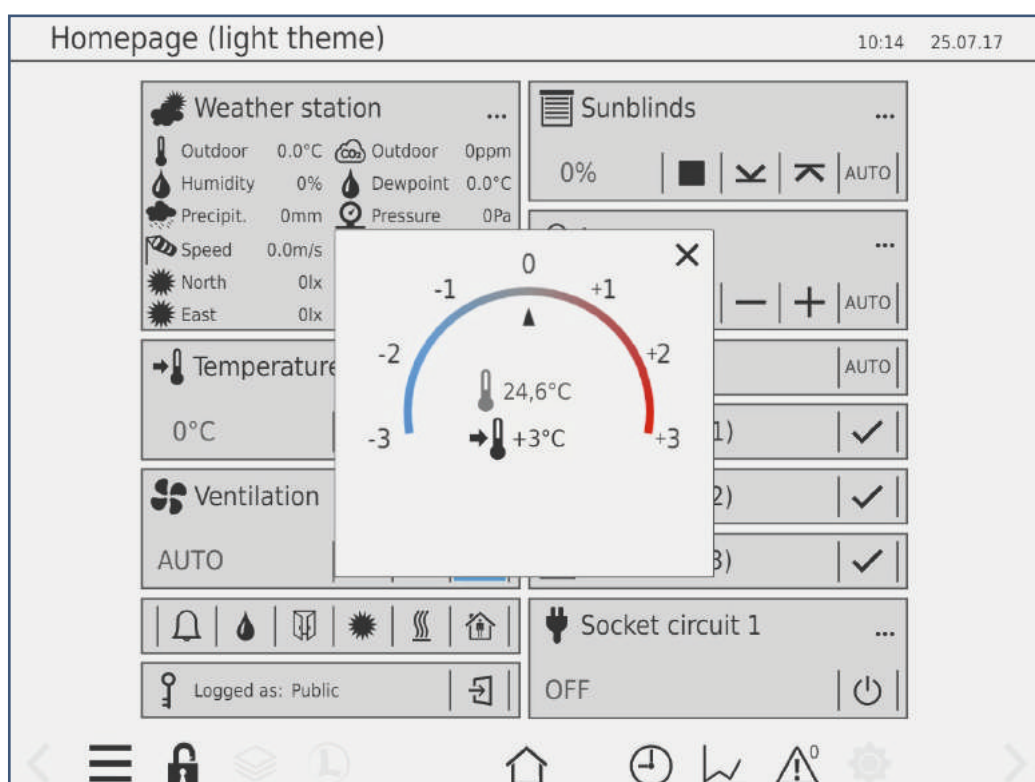 Homepage (light theme) 10:14 25.07.17
Weather station ...
Outdoor 0.0°C CO₂ Outdoor 0ppm
Humidity 0% Dewpoint 0.0°C
Precipit. 0mm Pressure 0Pa
Speed 0.0m/s
North 0lx
East 0lx
Sunblinds ...
0% AUTO
...
AUTO
Temperature
0°C
AUTO
1)
2)
3)
Ventilation
AUTO
0
-1 +1
-2 +2
-3 +3
24,6°C
+3°C
Logged as: Public
Socket circuit 1 ...
OFF
0